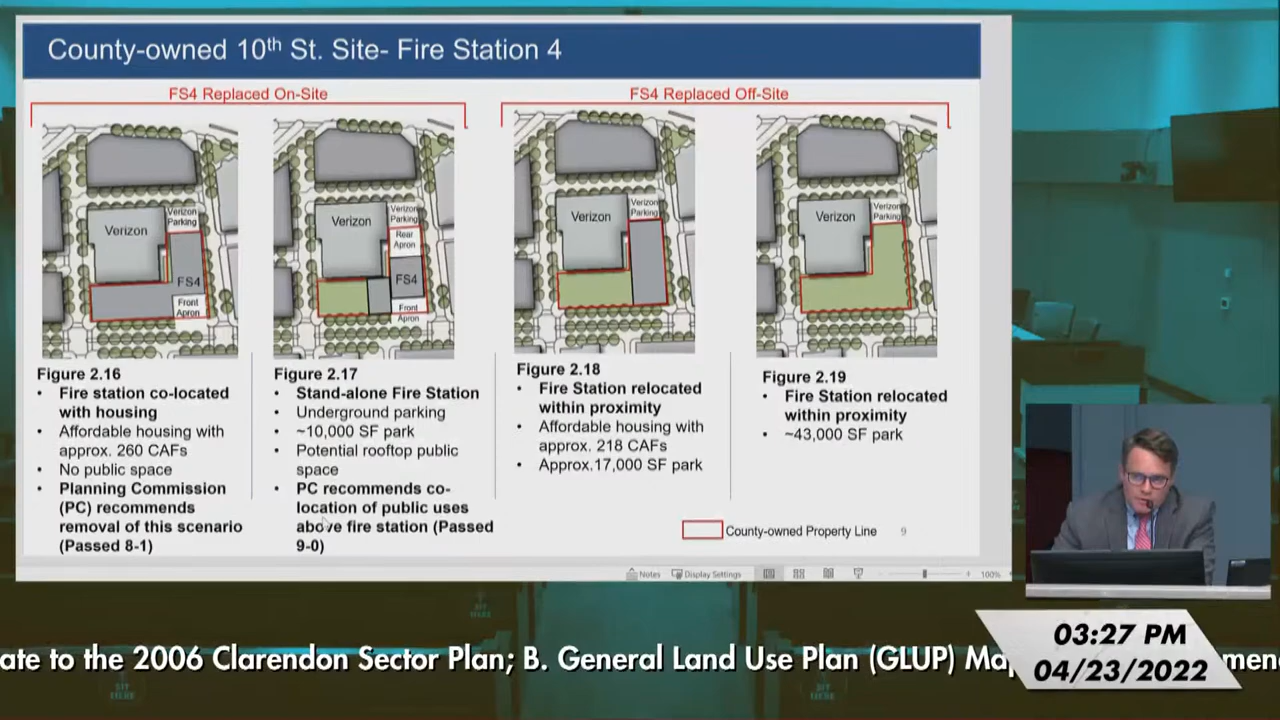 County-owned 10th St. Site- Fire Station 4
FS4 Replaced On-Site
FS4 Replaced Off-Site
Verizon
Verizon
Parking
FS4
Front
Apron
Verizon
Verizon
Parking
Rear
Apron
FS4
Front
Apron
Verizon
Verizon
Parking
Verizon
Verizon
Parking
Figure 2.16
• Fire station co-located
with housing
• Affordable housing with
approx. 260 CAFs
• No public space
• Planning Commission
(PC) recommends
removal of this scenario
(Passed 8-1)
Figure 2.17
• Stand-alone Fire Station
• Underground parking
• ~10,000 SF park
• Potential rooftop public
space
• PC recommends co-
location of public uses
above fire station (Passed
9-0)
Figure 2.18
• Fire Station relocated
within proximity
• Affordable housing with
approx. 218 CAFs
• Approx.17,000 SF park
Figure 2.19
• Fire Station relocated
within proximity
• ~43,000 SF park
County-owned Property Line
9
Notes Display Settings 100%
SIT
HERE
ate to the 2006 Clarendon Sector Plan; B. General Land Use Plan (GLUP) Ma
mend
03:27 PM
04/23/2022
SIT
HERE
SIT
HERE